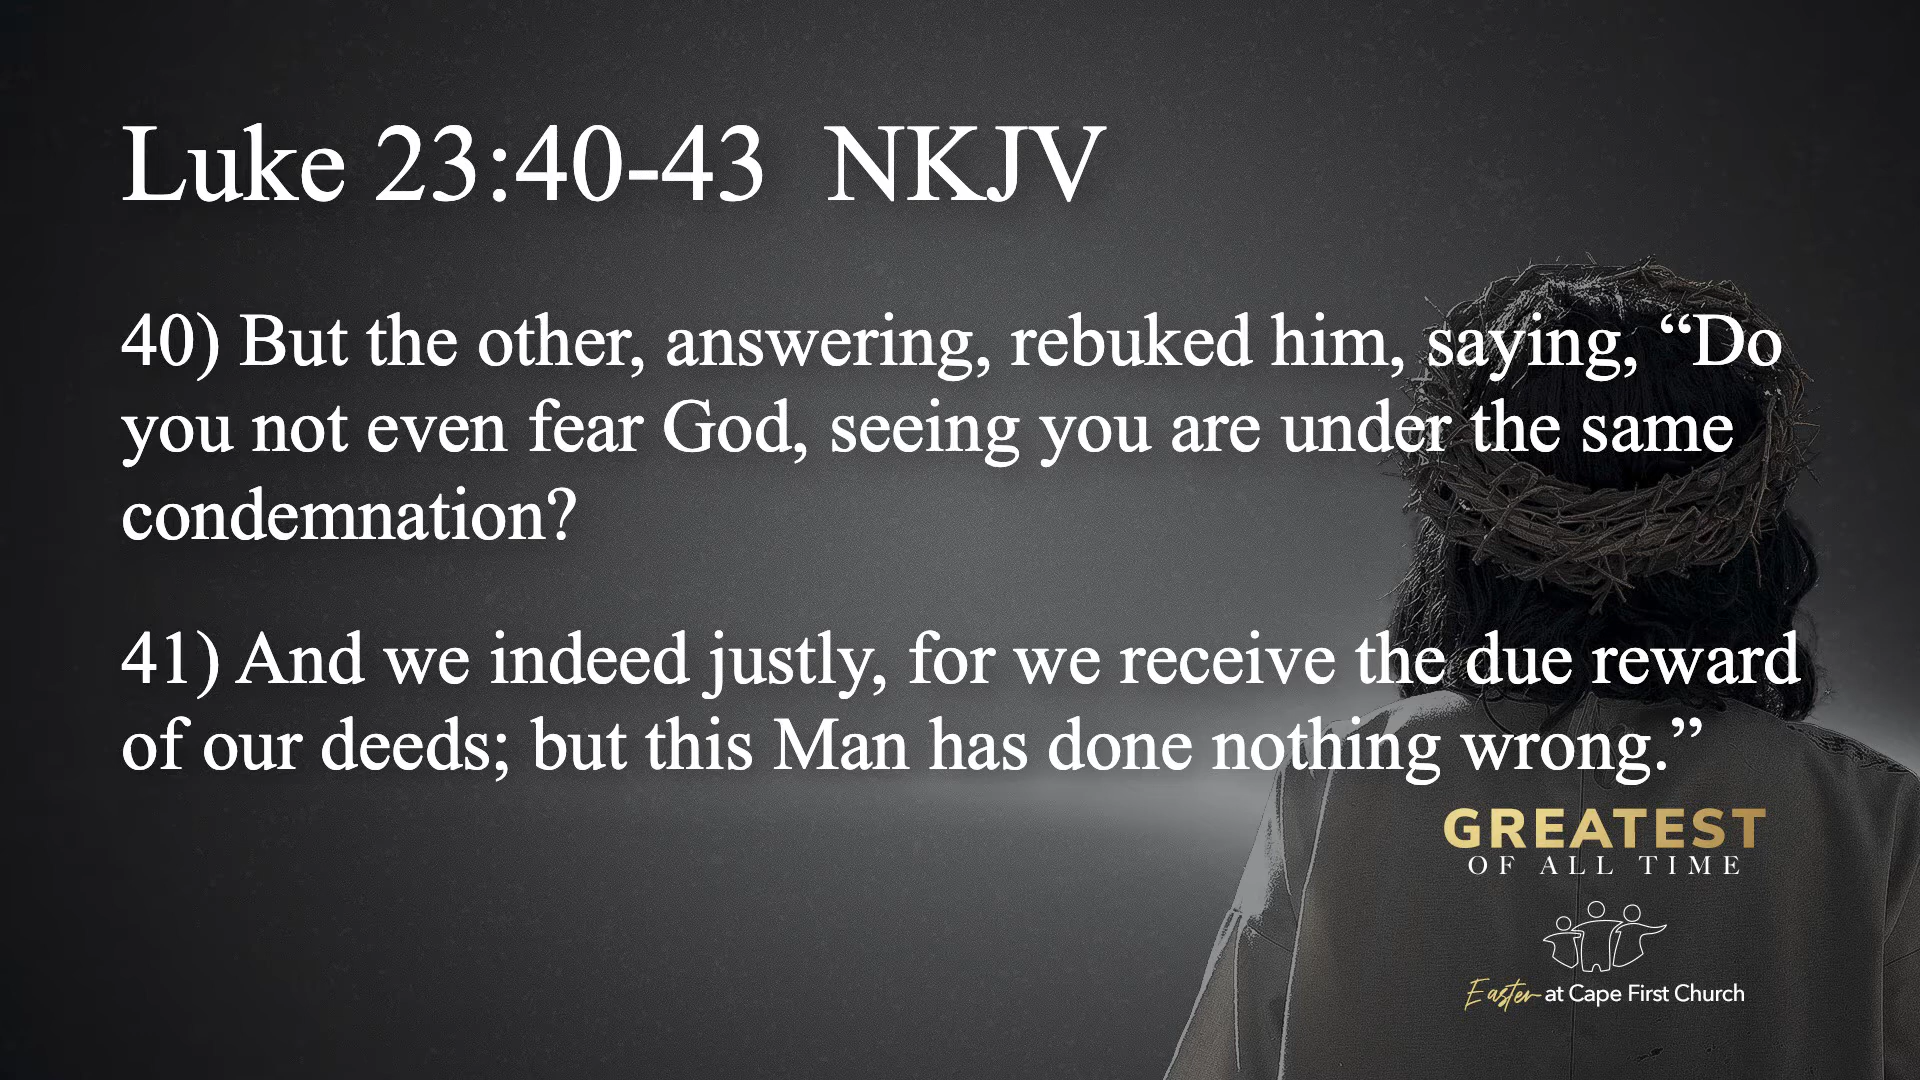 Luke 23:40-43  NKJV
40) But the other, answering, rebuked him, saying, “Do
you not even fear God, seeing you are under the same
condemnation?
41) And we indeed justly, for we receive the due reward
of our deeds; but this Man has done nothing wrong.”
GREATEST
OF ALL TIME
Easter at Cape First Church